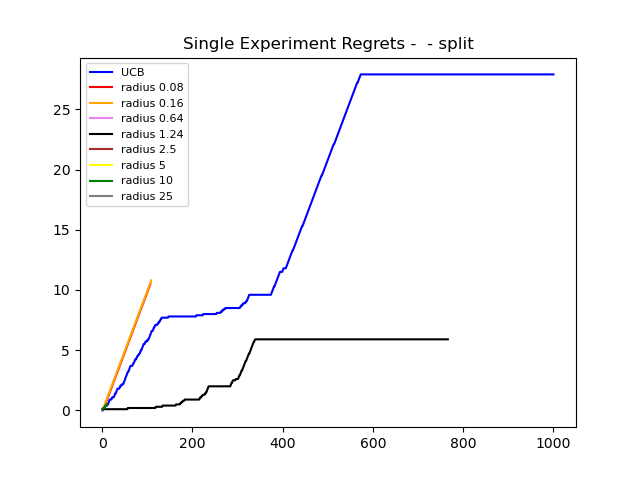 Single Experiment Regrets -  - split
UCB
radius 0.08
radius 0.16
radius 0.64
radius 1.24
radius 2.5
radius 5
radius 10
radius 25
25
20
15
10
5
0
0 200 400 600 800 1000